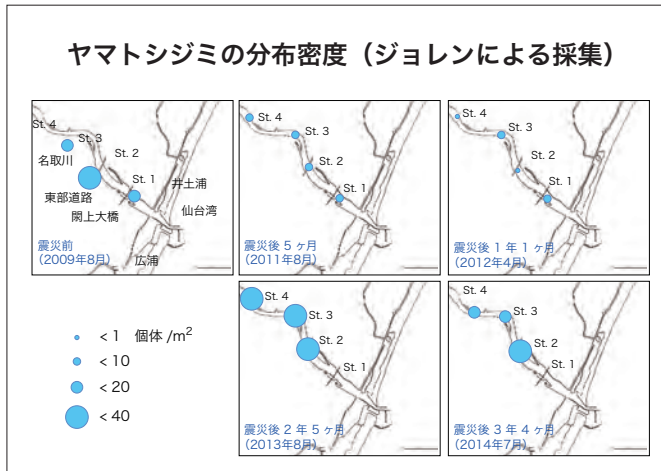 ヤマトシジミの分布密度（ジョレンによる採集）
St. 4
St. 3
名取川
St. 2
St. 1
井土浦
東部道路
閖上大橋
仙台湾
広浦
震災前
（2009年8月）
St. 4
St. 3
St. 2
St. 1
震災後 5 ヶ月
（2011年8月）
St. 4
St. 3
St. 2
St. 1
震災後 1 年 1 ヶ月
（2012年4月）
< 1 個体 /m²
< 10
< 20
< 40
St. 4
St. 3
St. 2
St. 1
震災後 2 年 5 ヶ月
（2013年8月）
St. 4
St. 3
St. 2
St. 1
震災後 3 年 4 ヶ月
（2014年7月）